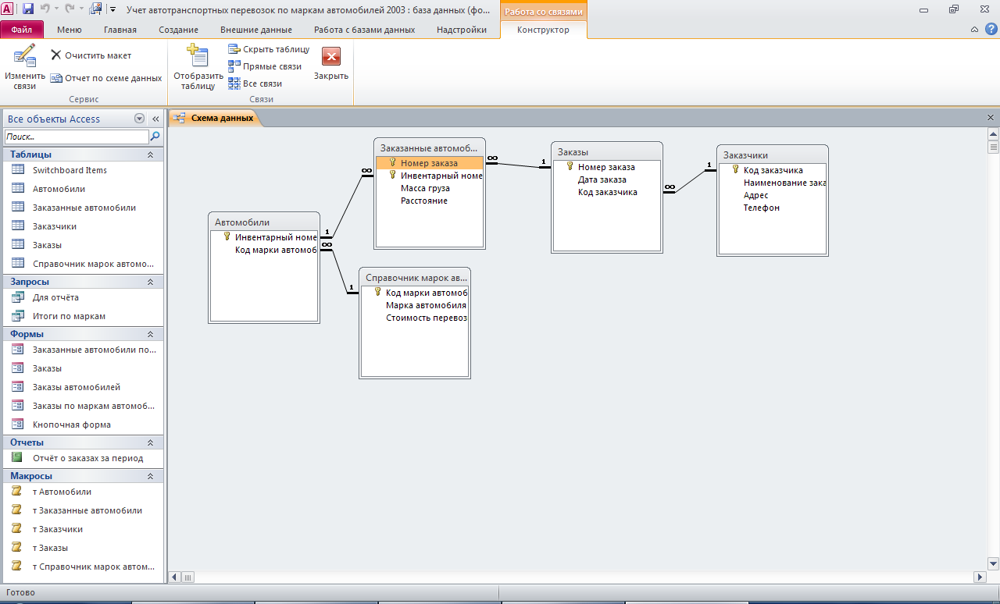 Учет автотранспортных перевозок по маркам автомобилей 2003 : база данных (фо...
Работа со связями
Файл
Меню
Главная
Создание
Внешние данные
Работа с базами данных
Надстройки
Конструктор
Изменить связи
Очистить макет
Отчет по схеме данных
Сервис
Отобразить таблицу
Скрыть таблицу
Прямые связи
Все связи
Закрыть
Связи
Все объекты Access
Поиск...
Таблицы
Switchboard Items
Автомобили
Заказанные автомобили
Заказчики
Заказы
Справочник марок автомо...
Запросы
Для отчёта
Итоги по маркам
Формы
Заказанные автомобили по...
Заказы
Заказы автомобилей
Заказы по маркам автомоб...
Кнопочная форма
Отчеты
Отчёт о заказах за период
Макросы
т Автомобили
т Заказанные автомобили
т Заказчики
т Заказы
т Справочник марок автом...
Схема данных
Автомобили
Инвентарный номе
Код марки автомоб
1
∞
Заказанные автомоб...
Номер заказа
Инвентарный номе
Масса груза
Расстояние
∞
∞
Справочник марок ав...
Код марки автомоб
Марка автомобиля
Стоимость перевоз
1
Заказы
Номер заказа
Дата заказа
Код заказчика
1
∞
Заказчики
Код заказчика
Наименование зака
Адрес
Телефон
1
Готово